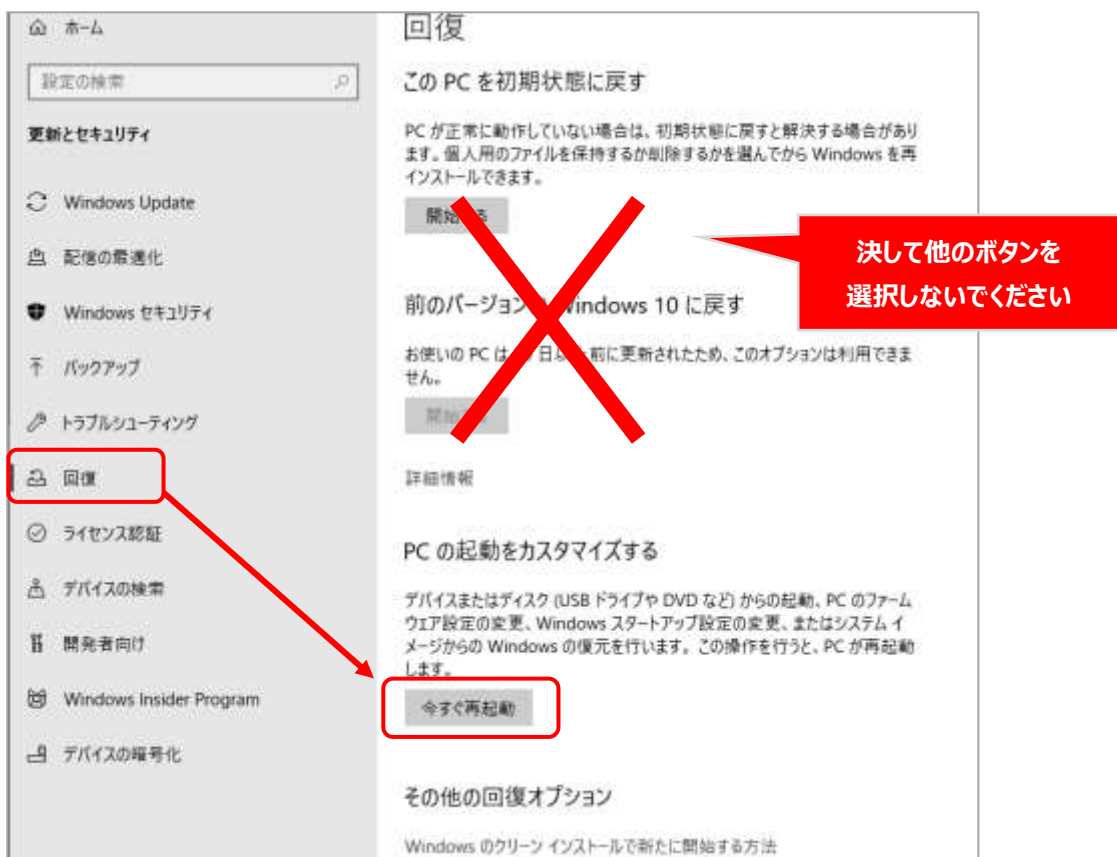 ホーム
設定の検索
更新とセキュリティ
Windows Update
配信の最適化
Windows セキュリティ
バックアップ
トラブルシューティング
回復
ライセンス認証
デバイスの検索
開発者向け
Windows Insider Program
デバイスの暗号化
回復
この PC を初期状態に戻す
PC が正常に動作していない場合は、初期状態に戻すと解決する場合があり
ます。個人用のファイルを保持するか削除するかを選んでから Windows を再
インストールできます。
開始する
決して他のボタンを
選択しないでください
前のバージョンの Windows 10 に戻す
お使いの PC は 日以上前に更新されたため、このオプションは利用できま
せん。
開始する
詳細情報
PC の起動をカスタマイズする
デバイスまたはディスク (USB ドライブや DVD など) からの起動、PC のファーム
ウェア設定の変更、Windows スタートアップ設定の変更、またはシステム イ
メージからの Windows の復元を行います。この操作を行うと、PC が再起動
します。
今すぐ再起動
その他の回復オプション
Windows のクリーン インストールで新たに開始する方法